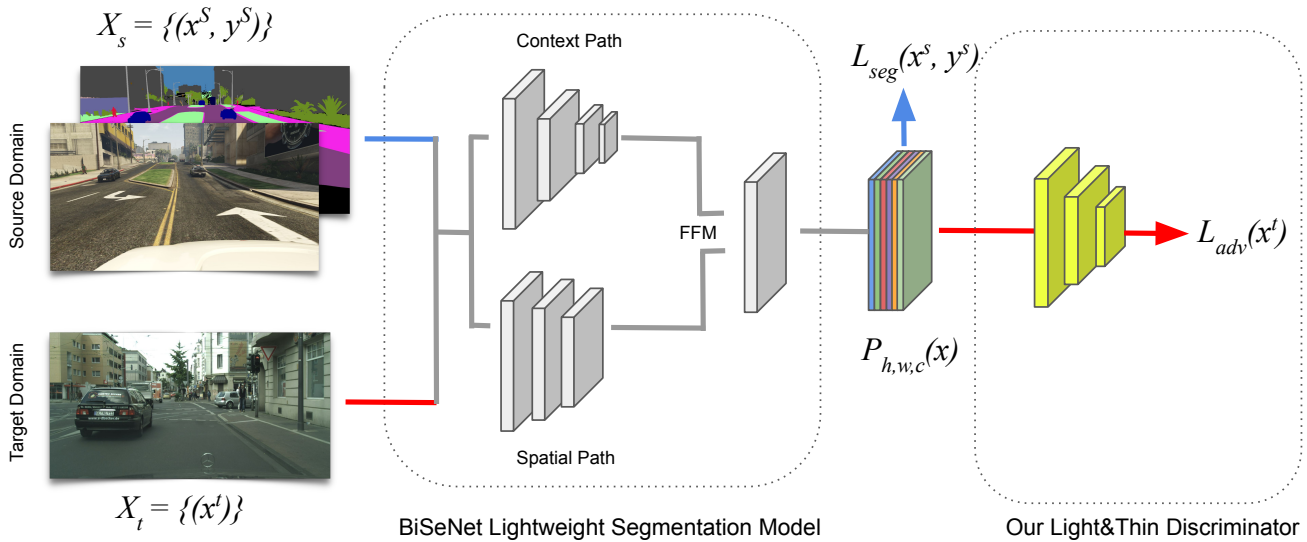 X_s = {(x^S, y^S)}
Source Domain
Target Domain
X_t = {(x^t)}
Context Path
FFM
Spatial Path
BiSeNet Lightweight Segmentation Model
L_seg(x^s, y^s)
P_h,w,c(x)
L_adv(x^t)
Our Light&Thin Discriminator